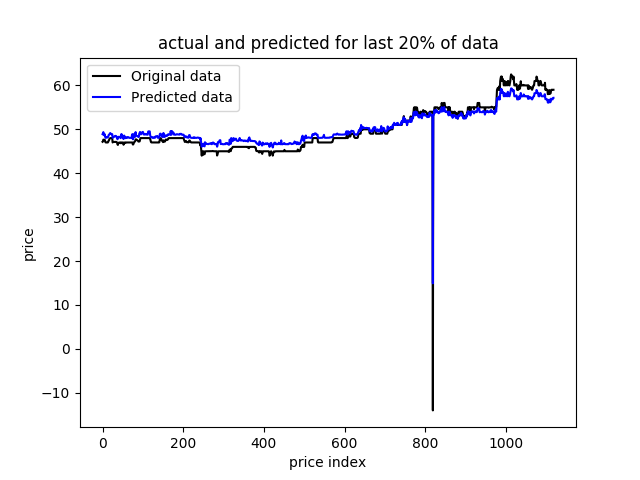 actual and predicted for last 20% of data
Original data
Predicted data
60
50
40
30
20
10
0
−10
price
0 200 400 600 800 1000
price index